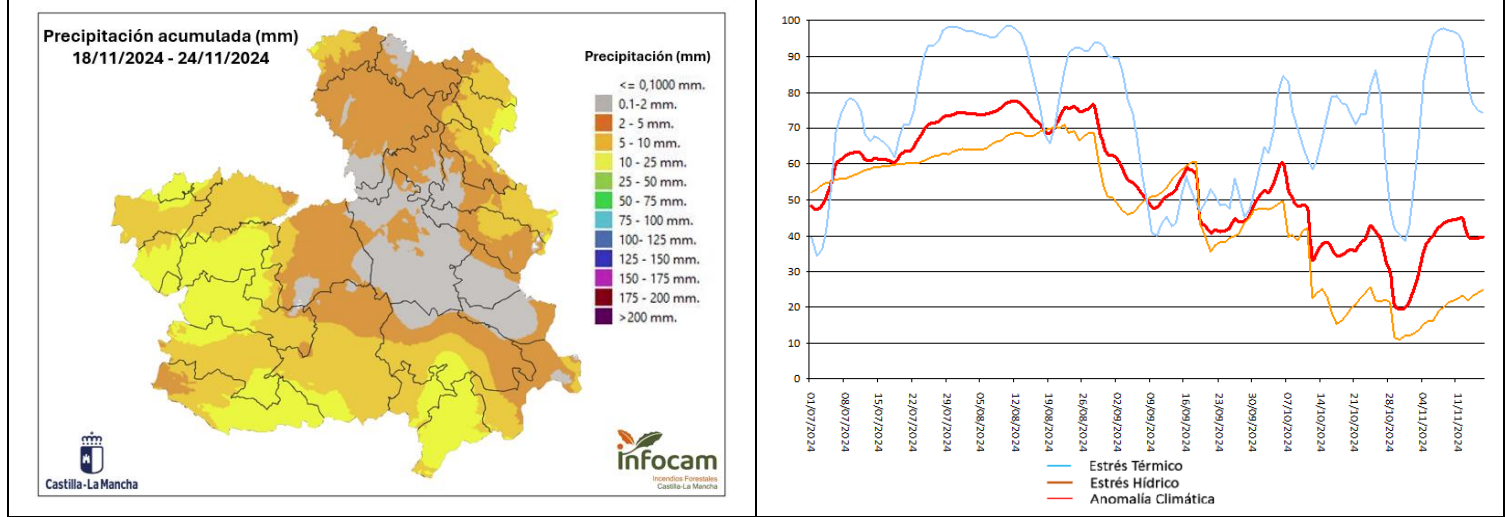 Precipitación acumulada (mm)
18/11/2024 - 24/11/2024
Precipitación (mm)
<= 0,1000 mm.
0.1-2 mm.
2 - 5 mm.
5 - 10 mm.
10 - 25 mm.
25 - 50 mm.
50 - 75 mm.
75 - 100 mm.
100- 125 mm.
125 - 150 mm.
150 - 175 mm.
175 - 200 mm.
>200 mm.
Castilla-La Mancha
infocam
Incendios Forestales
Castilla-La Mancha
100
90
80
70
60
50
40
30
20
10
0
01/07/2024
08/07/2024
15/07/2024
22/07/2024
29/07/2024
05/08/2024
12/08/2024
19/08/2024
26/08/2024
02/09/2024
09/09/2024
16/09/2024
23/09/2024
30/09/2024
07/10/2024
14/10/2024
21/10/2024
28/10/2024
04/11/2024
11/11/2024
Estrés Térmico
Estrés Hídrico
Anomalía Climática